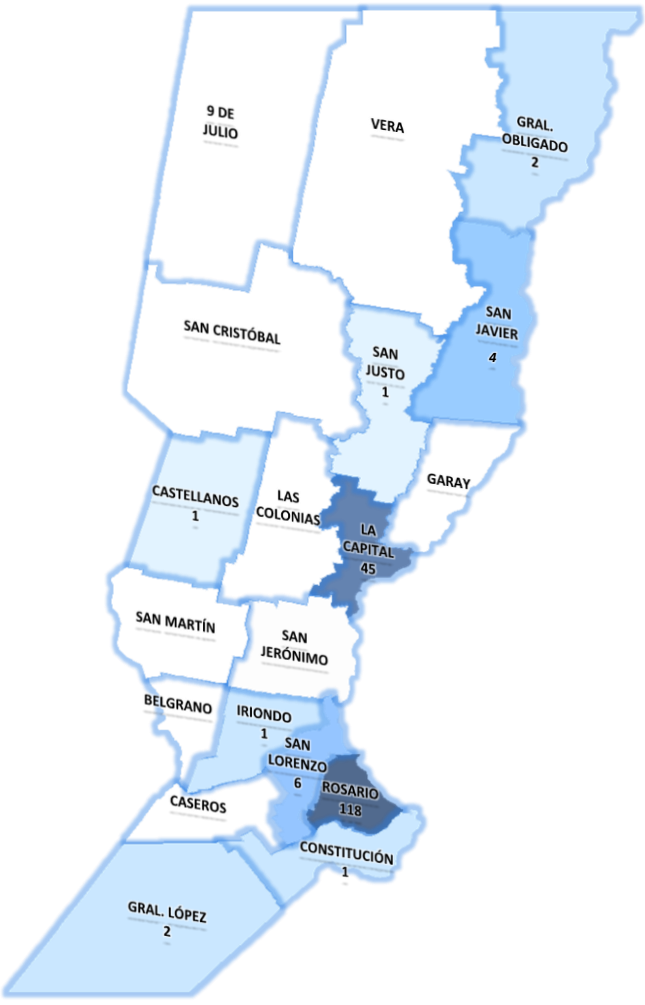 9 DE
JULIO
VERA
GRAL.
OBLIGADO
2
SAN
JAVIER
4
SAN CRISTÓBAL
SAN
JUSTO
1
GARAY
CASTELLANOS
1
LAS
COLONIAS
LA
CAPITAL
45
SAN MARTÍN
SAN
JERÓNIMO
BELGRANO
IRIONDO
1
SAN
LORENZO
6
ROSARIO
118
CASEROS
CONSTITUCIÓN
1
GRAL. LÓPEZ
2